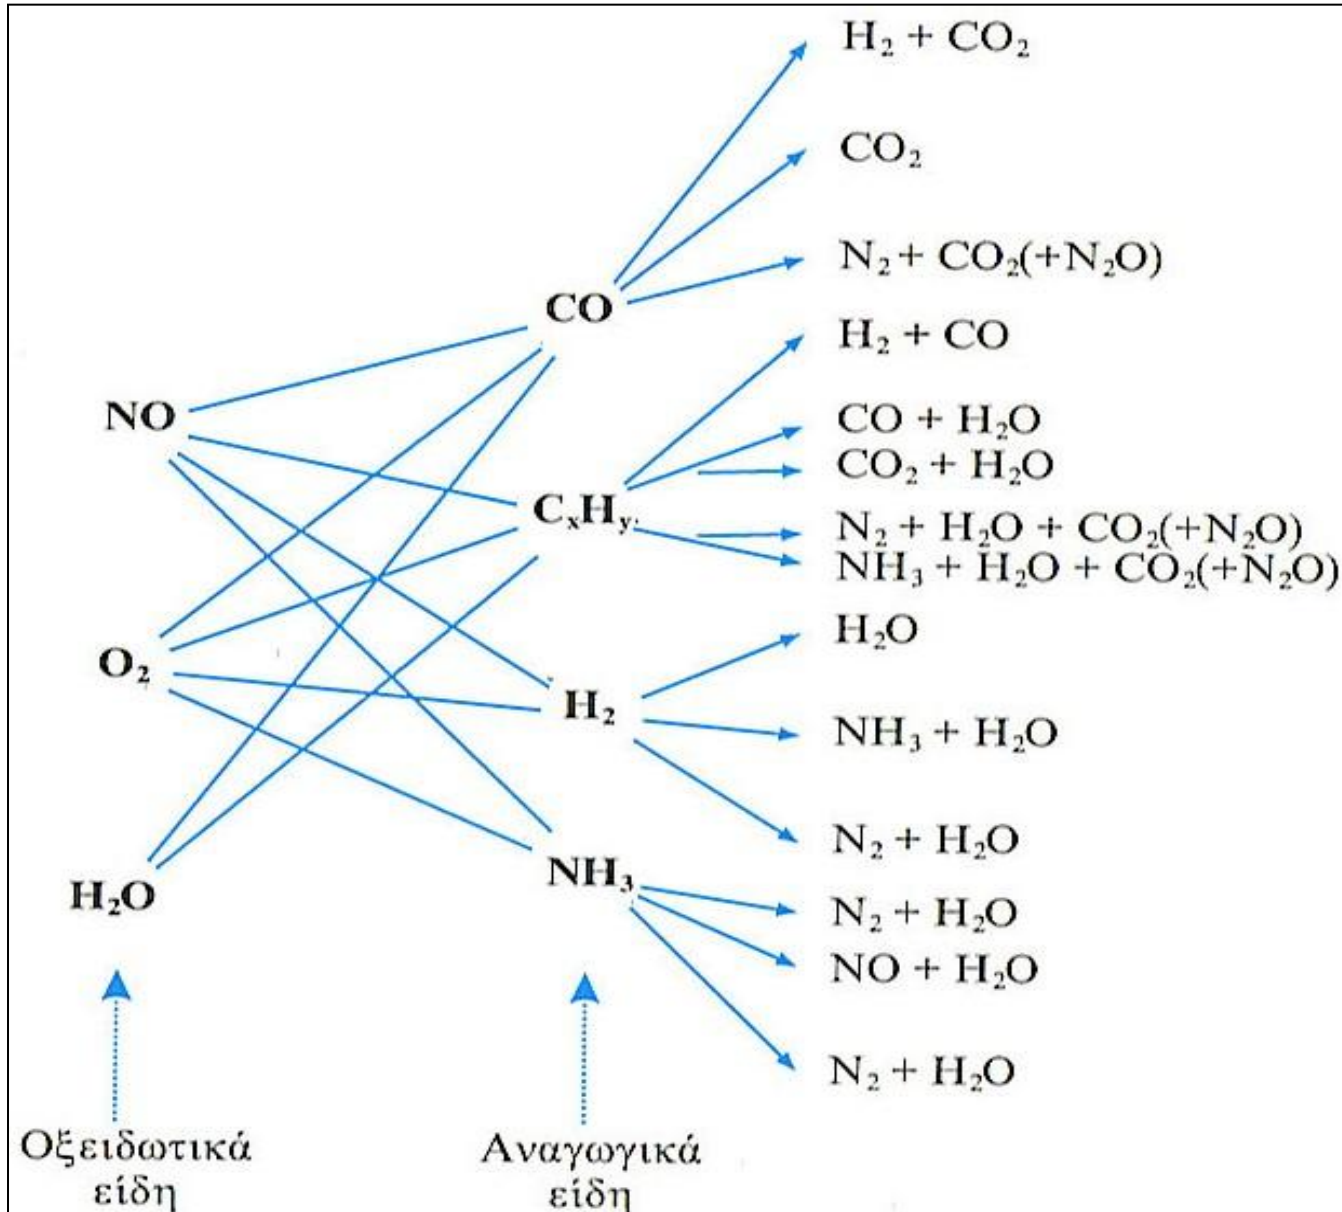 H₂ + CO₂
CO₂
N₂ + CO₂(+N₂O)
CO
H₂ + CO
NO
CO + H₂O
CO₂ + H₂O
CₓHᵧ
N₂ + H₂O + CO₂(+N₂O)
NH₃ + H₂O + CO₂(+N₂O)
H₂O
O₂
H₂
NH₃ + H₂O
N₂ + H₂O
NH₃
H₂O
N₂ + H₂O
NO + H₂O
N₂ + H₂O
Οξειδωτικά
είδη
Αναγωγικά
είδη